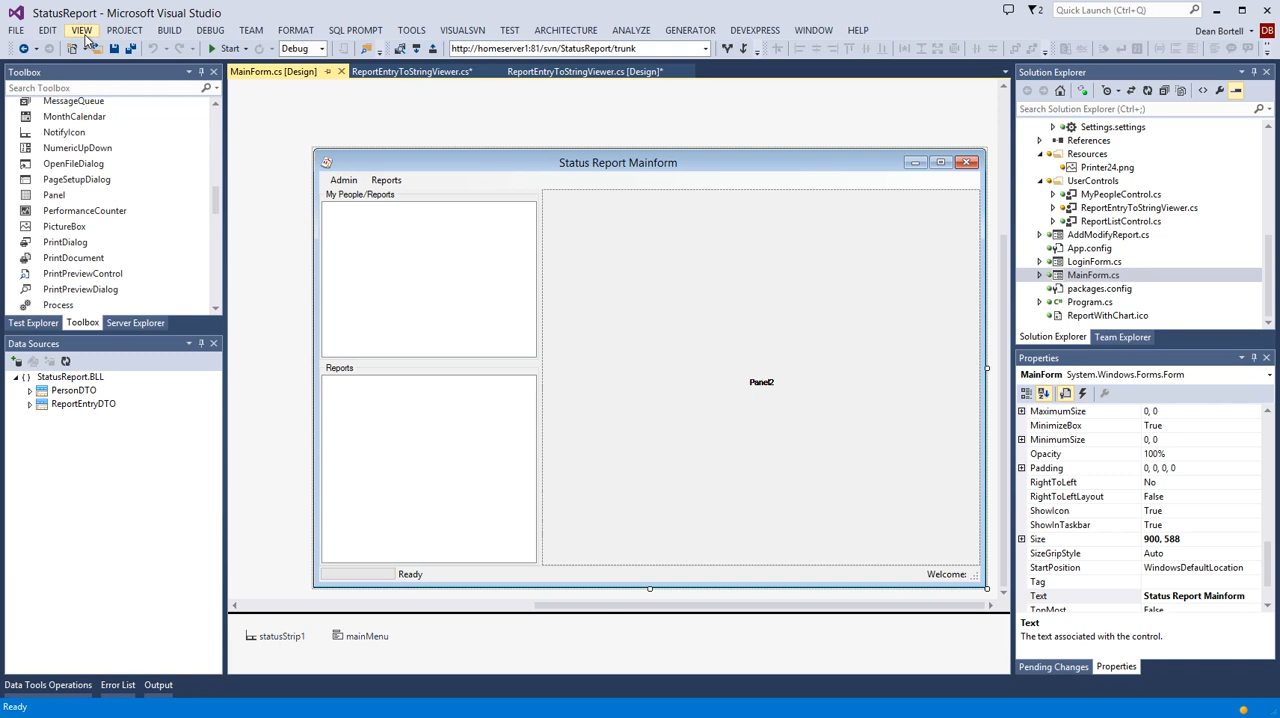 StatusReport - Microsoft Visual Studio
2
Quick Launch (Ctrl+Q)
FILE EDIT VIEW PROJECT BUILD DEBUG TEAM FORMAT SQL PROMPT TOOLS VISUALSVN TEST ARCHITECTURE ANALYZE GENERATOR DEVEXPRESS WINDOW HELP
Dean Bortell DB
Start Debug http://homeserver1:81/svn/StatusReport/trunk
Toolbox
Search Toolbox
MessageQueue
MonthCalendar
NotifyIcon
NumericUpDown
OpenFileDialog
PageSetupDialog
Panel
PerformanceCounter
PictureBox
PrintDialog
PrintDocument
PrintPreviewControl
PrintPreviewDialog
Process
Test Explorer Toolbox Server Explorer
Data Sources
StatusReport.BLL
PersonDTO
ReportEntryDTO
MainForm.cs [Design] ReportEntryToStringViewer.cs* ReportEntryToStringViewer.cs [Design]*
Status Report Mainform
Admin Reports
My People/Reports
Reports
Panel2
Ready Welcome:
statusStrip1 mainMenu
Solution Explorer
Search Solution Explorer (Ctrl+;)
Settings.settings
References
Resources
Printer24.png
UserControls
MyPeopleControl.cs
ReportEntryToStringViewer.cs
ReportListControl.cs
AddModifyReport.cs
App.config
LoginForm.cs
MainForm.cs
packages.config
Program.cs
ReportWithChart.ico
Solution Explorer Team Explorer
Properties
MainForm System.Windows.Forms.Form
MaximumSize 0, 0
MinimizeBox True
MinimumSize 0, 0
Opacity 100%
Padding 0, 0, 0, 0
RightToLeft No
RightToLeftLayout False
ShowIcon True
ShowInTaskbar True
Size 900, 588
SizeGripStyle Auto
StartPosition WindowsDefaultLocation
Tag
Text Status Report Mainform
TopMost False
Text
The text associated with the control.
Pending Changes Properties
Data Tools Operations Error List Output
Ready